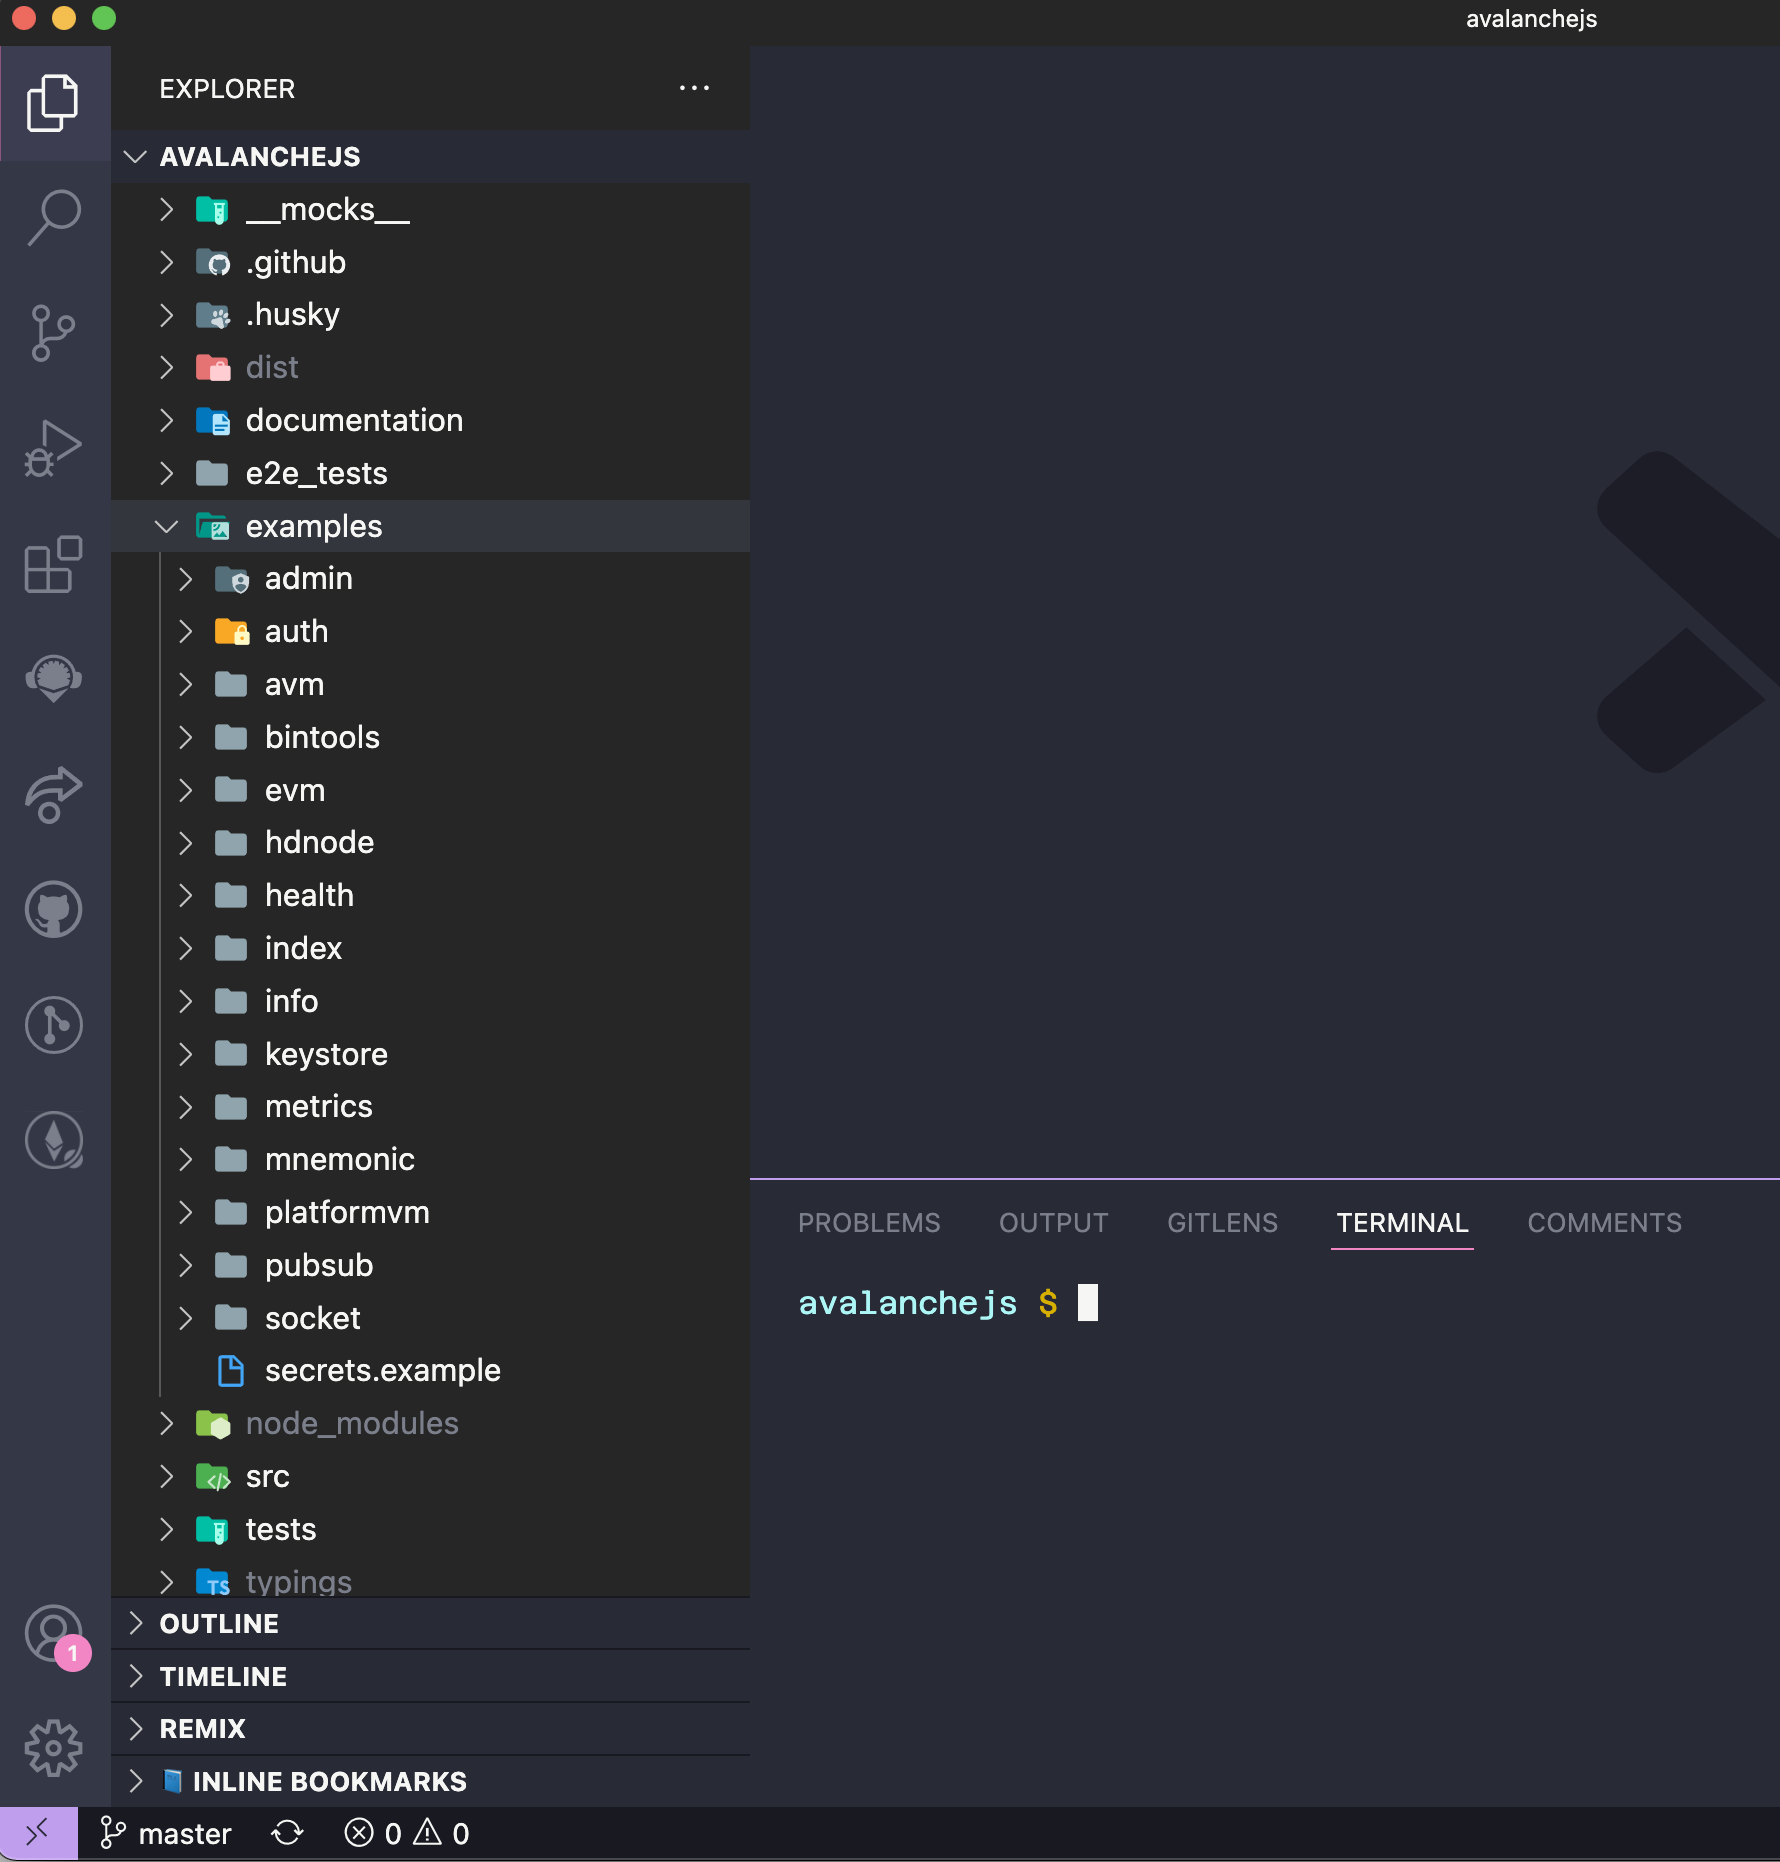 avalanchejs
EXPLORER
AVALANCHEJS
__mocks__
.github
.husky
dist
documentation
e2e_tests
examples
admin
auth
avm
bintools
evm
hdnode
health
index
info
keystore
metrics
mnemonic
platformvm
pubsub
socket
secrets.example
node_modules
src
tests
TS typings
OUTLINE
TIMELINE
REMIX
INLINE BOOKMARKS
1
PROBLEMS OUTPUT GITLENS TERMINAL COMMENTS
avalanchejs $
master 0 0